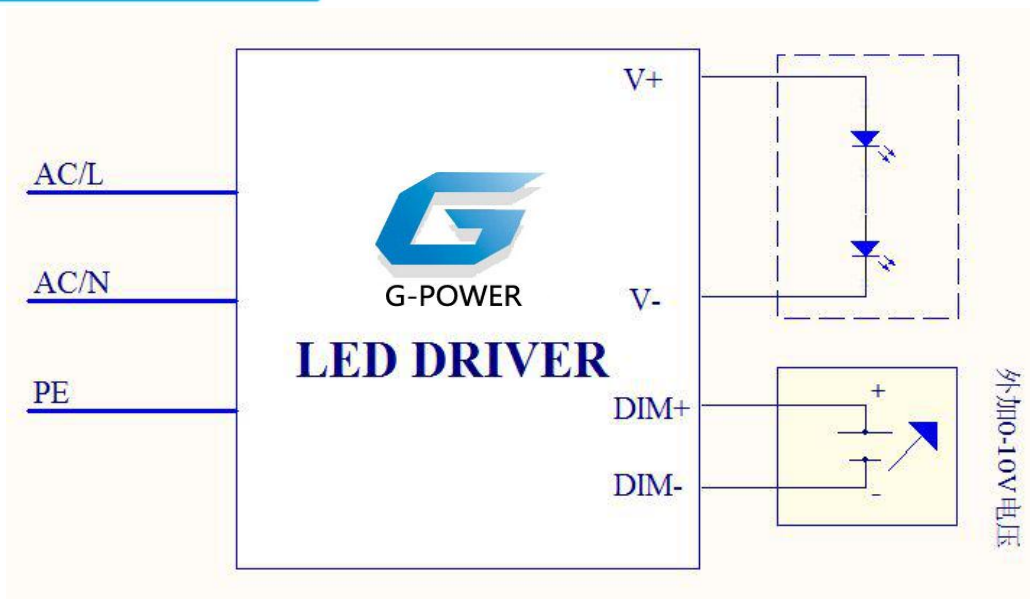 AC/L
AC/N
PE
G-POWER
LED DRIVER
V+
V-
DIM+
DIM-
+
-
外加0-10V电压